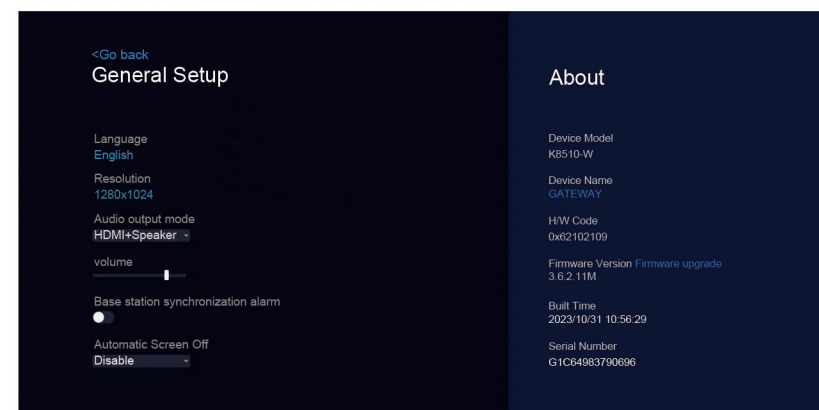 <Go back
General Setup
Language
English
Resolution
1280x1024
Audio output mode
HDMI+Speaker
volume
Base station synchronization alarm
Automatic Screen Off
Disable
About
Device Model
K8510-W
Device Name
GATEWAY
H/W Code
0x62102109
Firmware Version Firmware upgrade
3.6.2.11M
Built Time
2023/10/31 10:56:29
Serial Number
G1C64983790696